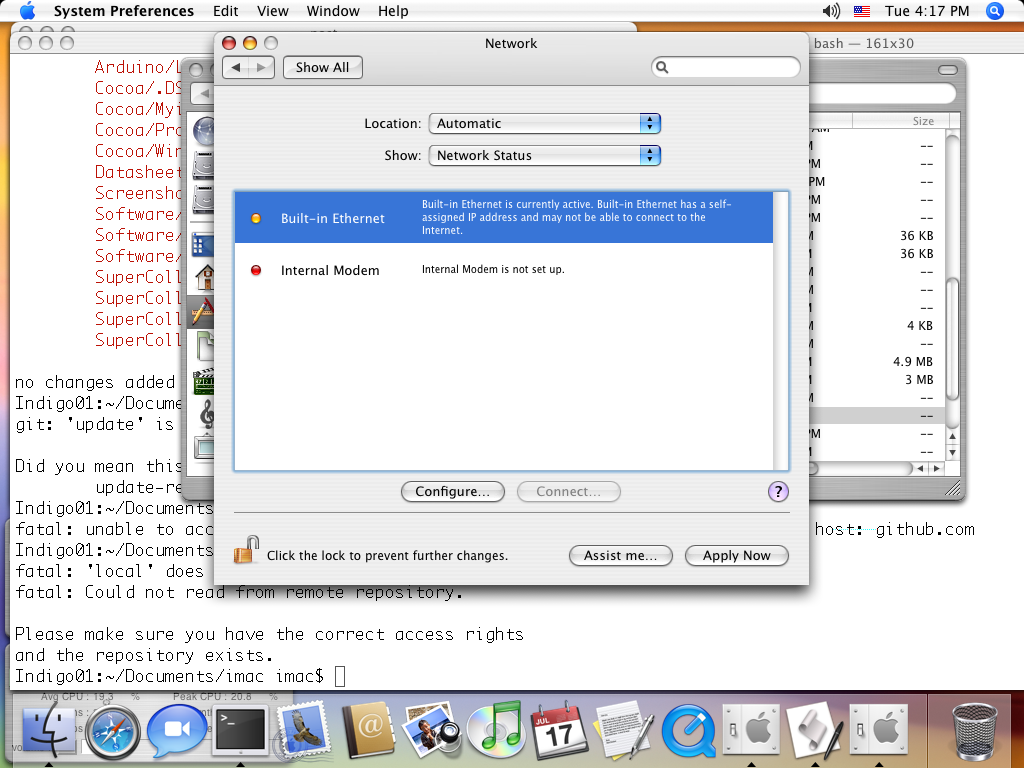 System Preferences Edit View Window Help Tue 4:17 PM
Network
bash — 161x30
Show All
Location: Automatic
Show: Network Status
Built-in Ethernet
Built-in Ethernet is currently active. Built-in Ethernet has a self-
assigned IP address and may not be able to connect to the
Internet.
Internal Modem
Internal Modem is not set up.
Configure...
Connect...
?
Click the lock to prevent further changes.
Assist me...
Apply Now
Arduino/L
Cocoa/.DS
Cocoa/Myi
Cocoa/Pro
Cocoa/Win
Datasheet
Screensho
Software/
Software/
Software/
SuperColl
SuperColl
SuperColl
SuperColl
no changes added
Indigo01:~/Docume
git: 'update' is
Did you mean this
update-re
Indigo01:~/Documents
fatal: unable to acc host: github.com
Indigo01:~/Documents
fatal: 'local' does
fatal: Could not read from remote repository.
Please make sure you have the correct access rights
and the repository exists.
Indigo01:~/Documents/imac imac$
Size
--
PM --
PM --
--
PM --
36 KB
36 KB
--
--
--
4 KB
--
4.9 MB
3 MB
--
--
PM --
--
Avg CPU : 19.3 % Peak CPU : 20.8 %
JUL
17